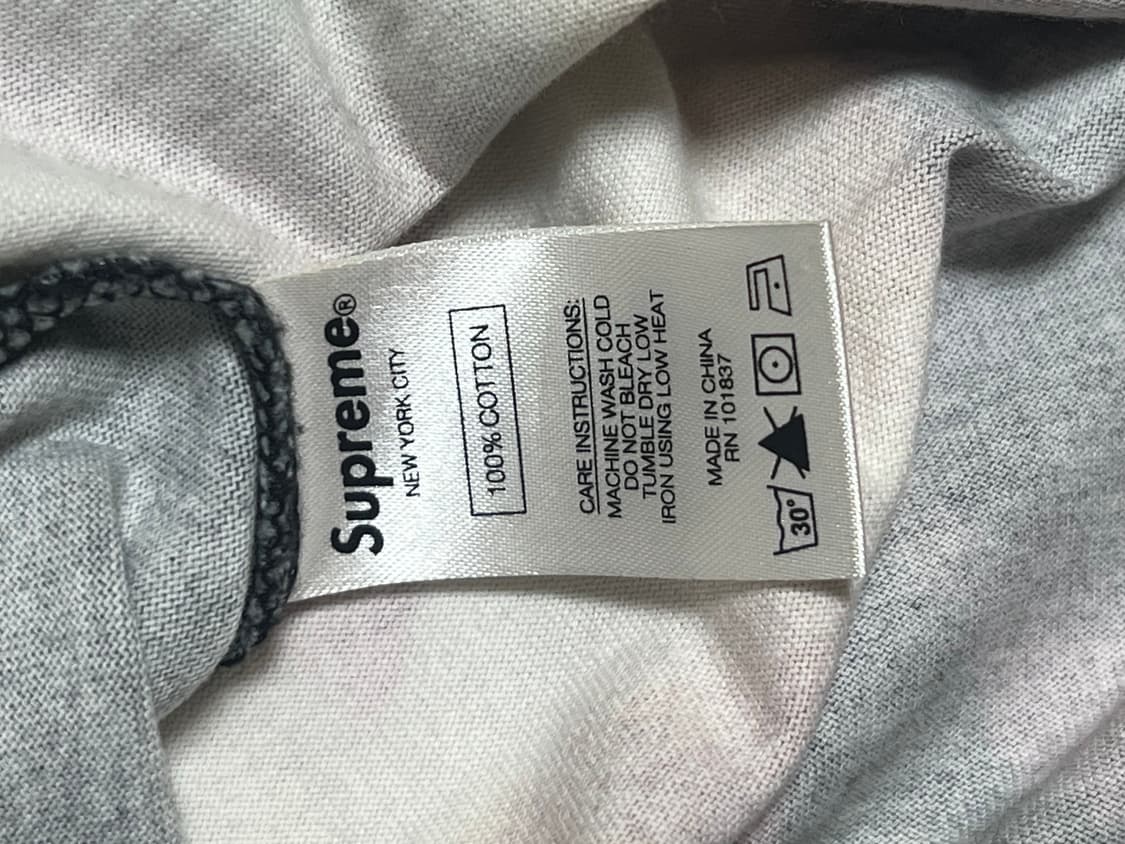 Supreme®
NEW YORK CITY
100% COTTON
CARE INSTRUCTIONS:
MACHINE WASH COLD
DO NOT BLEACH
TUMBLE DRY LOW
IRON USING LOW HEAT
MADE IN CHINA
RN 101837
30°